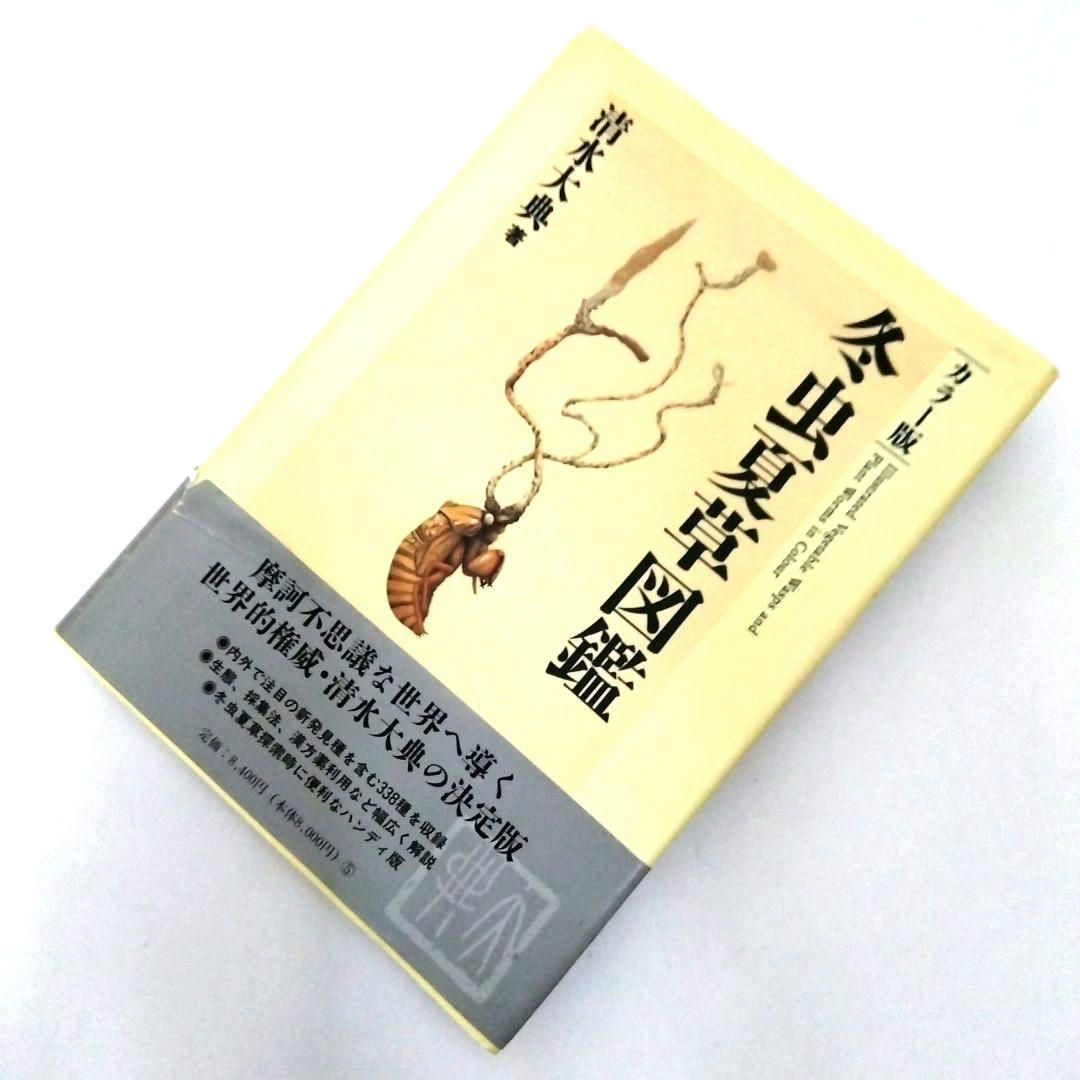 カラー版
冬虫夏草図鑑
Illustrated Vegetable Wasps and
Plant Worms in Colour
清水大典 著
摩訶不思議な世界へ導く
世界的権威・清水大典の決定版
●内外で注目の新発見種を含む338種を収録
●生態、採集法、漢方薬利用など幅広く解説
●冬虫夏草探索時に便利なハンディ版
定価：8,400円（本体8,000円）⑤